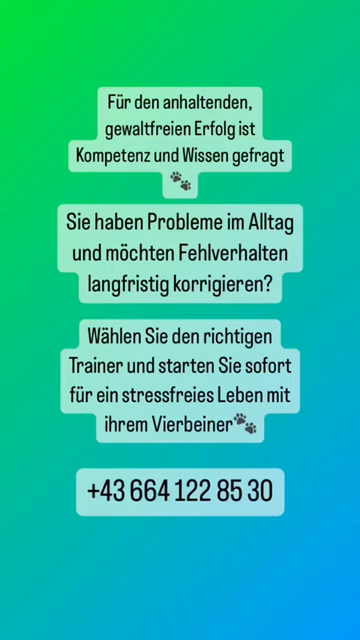 Für den anhaltenden,
gewaltfreien Erfolg ist
Kompetenz und Wissen gefragt
🐾
Sie haben Probleme im Alltag
und möchten Fehlverhalten
langfristig korrigieren?
Wählen Sie den richtigen
Trainer und starten Sie sofort
für ein stressfreies Leben mit
ihrem Vierbeiner🐾
+43 664 122 85 30